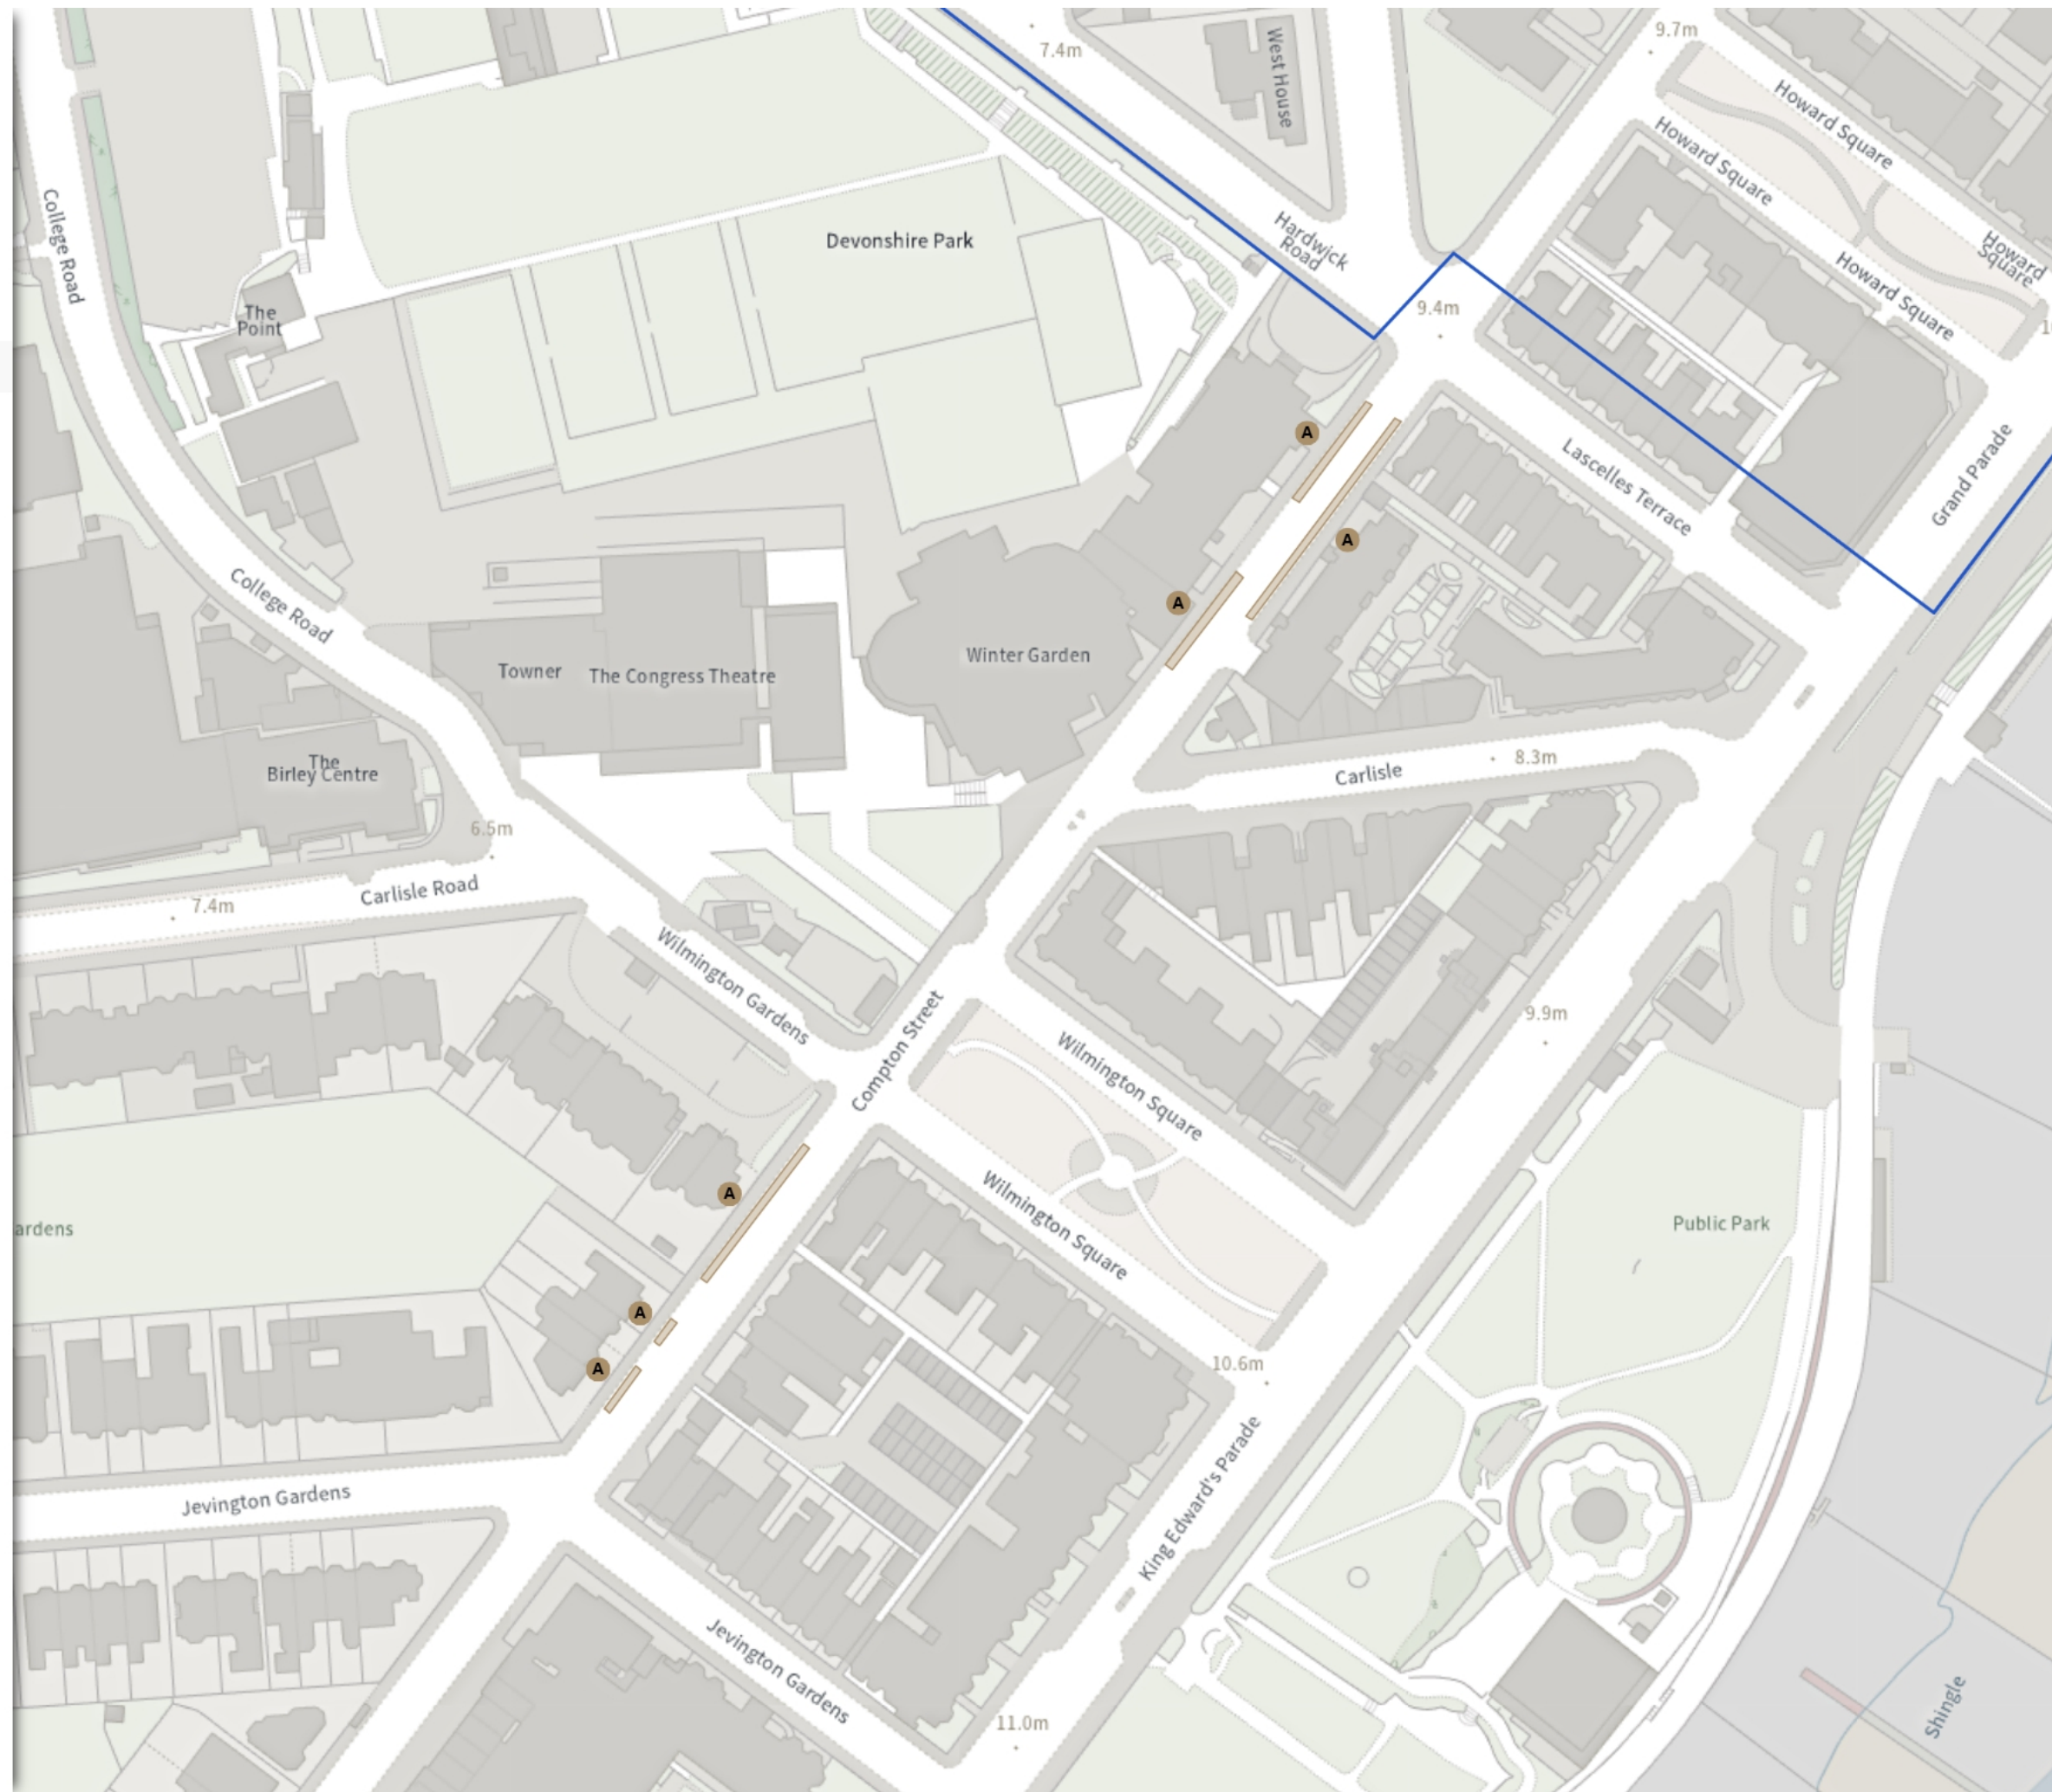 9.7m
7.4m
West House
Howard Square
Howard Square
College Road
Devonshire Park
Hardwick
Road
Howard
Square
Howard Square
The
Point
9.4m
A
Lascelles Terrace
Grand Parade
A
College Road
A
Winter Garden
Towner
The Congress Theatre
The
Birley Centre
Carlisle
8.3m
6.5m
Carlisle Road
7.4m
Wilmington Gardens
9.9m
Compton Street
Wilmington Square
A
Wilmington Square
ardens
Public Park
A
A
10.6m
King Edward's Parade
Jevington Gardens
Jevington Gardens
11.0m
Shingle